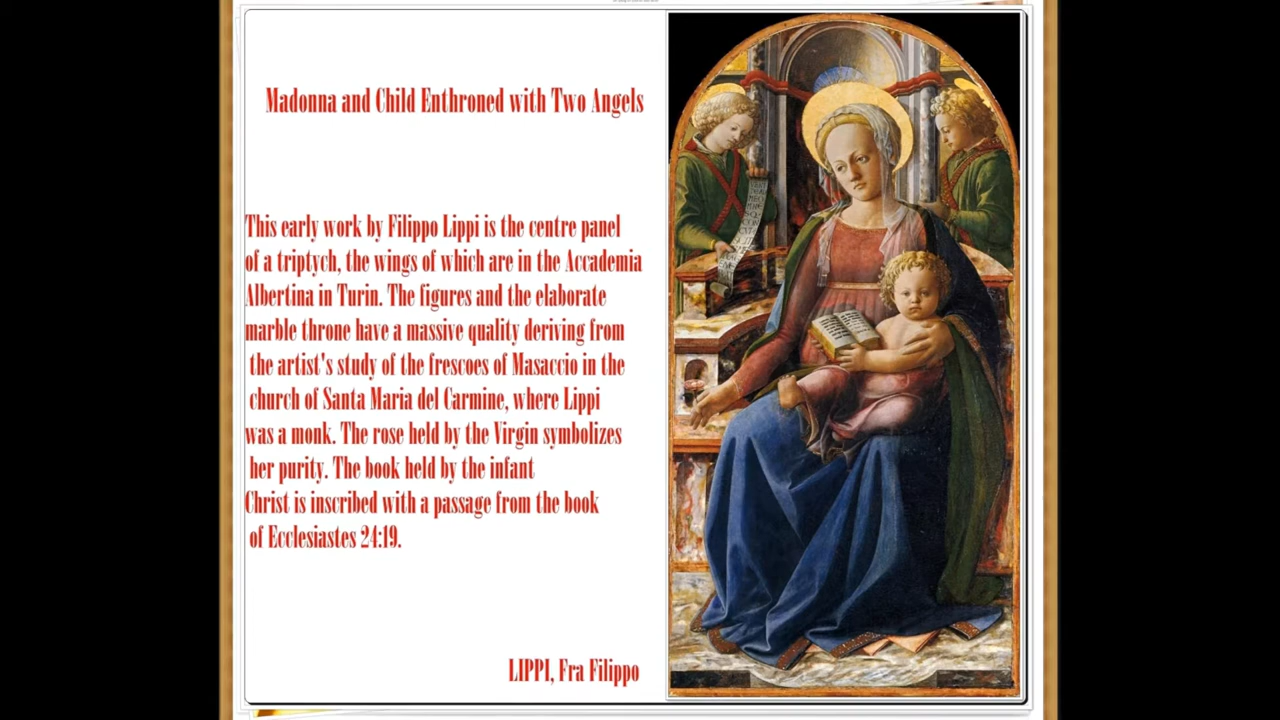 Madonna and Child Enthroned with Two Angels
This early work by Filippo Lippi is the centre panel
of a triptych, the wings of which are in the Accademia
Albertina in Turin. The figures and the elaborate
marble throne have a massive quality deriving from
the artist's study of the frescoes of Masaccio in the
church of Santa Maria del Carmine, where Lippi
was a monk. The rose held by the Virgin symbolizes
her purity. The book held by the infant
Christ is inscribed with a passage from the book
of Ecclesiastes 24:19.
LIPPI, Fra Filippo